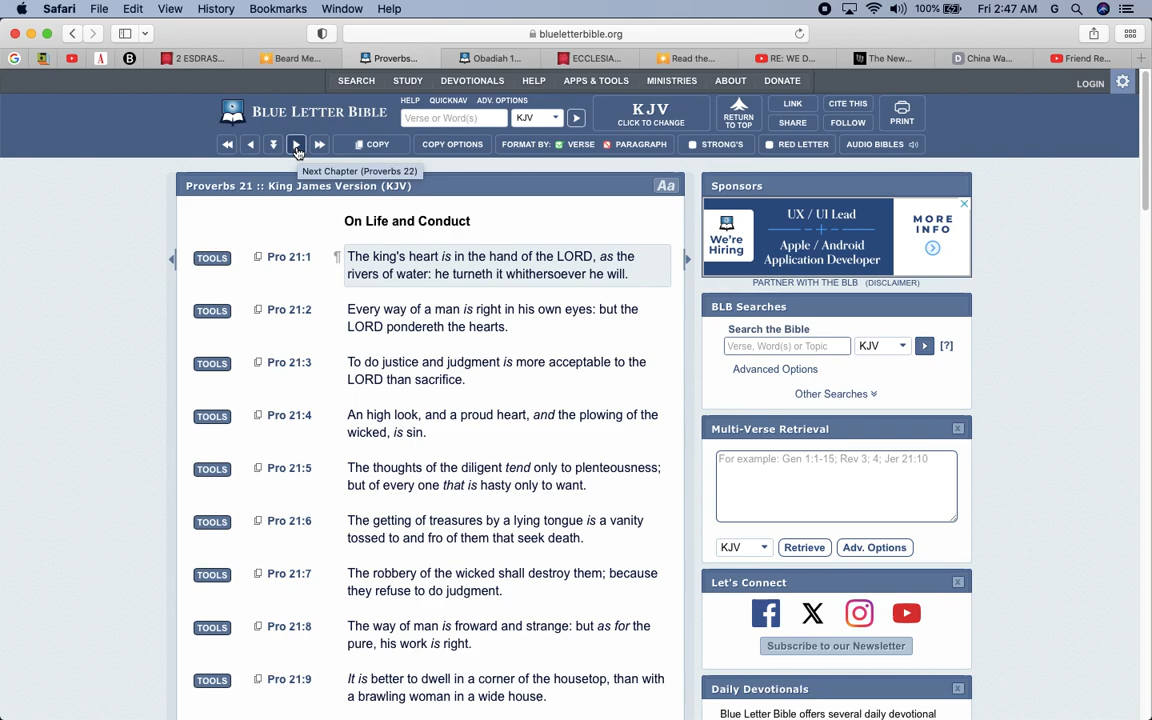 Safari File Edit View History Bookmarks Window Help 100% Fri 2:47 AM G
blueletterbible.org
G A B 2 ESDRAS... Beard Me... Proverbs... Obadiah 1... ECCLESIA... Read the... RE: WE D... The New... China Wa... Friend Re...
SEARCH STUDY DEVOTIONALS HELP APPS & TOOLS MINISTRIES ABOUT DONATE LOGIN
BLUE LETTER BIBLE
HELP QUICKNAV ADV. OPTIONS
Verse or Word(s) KJV
KJV
CLICK TO CHANGE
RETURN
TO TOP
LINK CITE THIS
SHARE FOLLOW
PRINT
COPY COPY OPTIONS FORMAT BY: VERSE PARAGRAPH STRONG'S RED LETTER AUDIO BIBLES
Next Chapter (Proverbs 22)
Proverbs 21 :: King James Version (KJV) Aa
On Life and Conduct
TOOLS Pro 21:1 ¶ The king's heart is in the hand of the LORD, as the
rivers of water: he turneth it whithersoever he will.
TOOLS Pro 21:2 Every way of a man is right in his own eyes: but the
LORD pondereth the hearts.
TOOLS Pro 21:3 To do justice and judgment is more acceptable to the
LORD than sacrifice.
TOOLS Pro 21:4 An high look, and a proud heart, and the plowing of the
wicked, is sin.
TOOLS Pro 21:5 The thoughts of the diligent tend only to plenteousness;
but of every one that is hasty only to want.
TOOLS Pro 21:6 The getting of treasures by a lying tongue is a vanity
tossed to and fro of them that seek death.
TOOLS Pro 21:7 The robbery of the wicked shall destroy them; because
they refuse to do judgment.
TOOLS Pro 21:8 The way of man is froward and strange: but as for the
pure, his work is right.
TOOLS Pro 21:9 It is better to dwell in a corner of the housetop, than with
a brawling woman in a wide house.
Sponsors
We're
Hiring
UX / UI Lead
Apple / Android
Application Developer
MORE
INFO
PARTNER WITH THE BLB (DISCLAIMER)
BLB Searches
Search the Bible
Verse, Word(s) or Topic KJV [?]
Advanced Options
Other Searches
Multi-Verse Retrieval
For example: Gen 1:1-15; Rev 3; 4; Jer 21:10
KJV Retrieve Adv. Options
Let's Connect
Subscribe to our Newsletter
Daily Devotionals
Blue Letter Bible offers several daily devotional